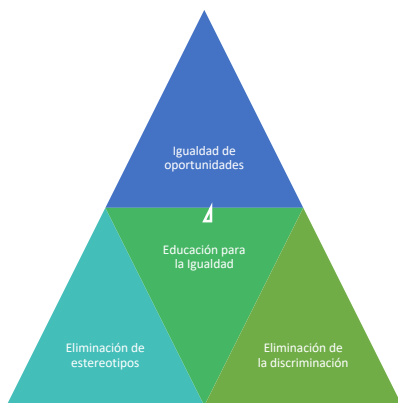 Igualdad de
oportunidades
Educación para
la Igualdad
Eliminación de
estereotipos
Eliminación de
la discriminación